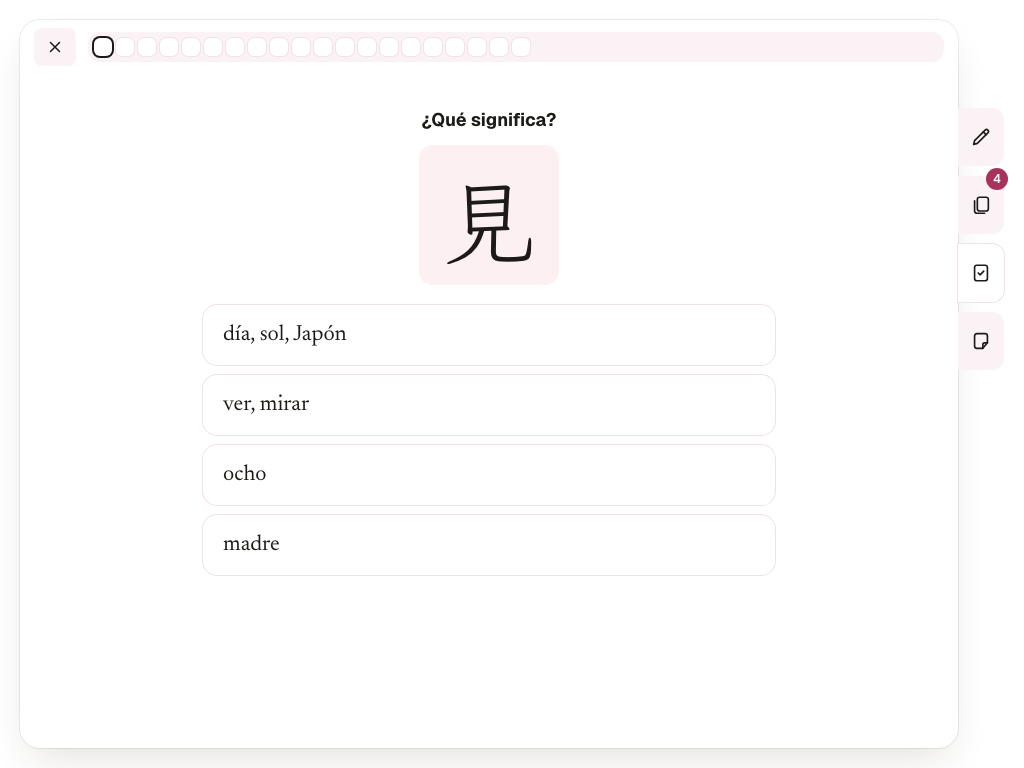 ¿Qué significa?
見
4
día, sol, Japón
ver, mirar
ocho
madre